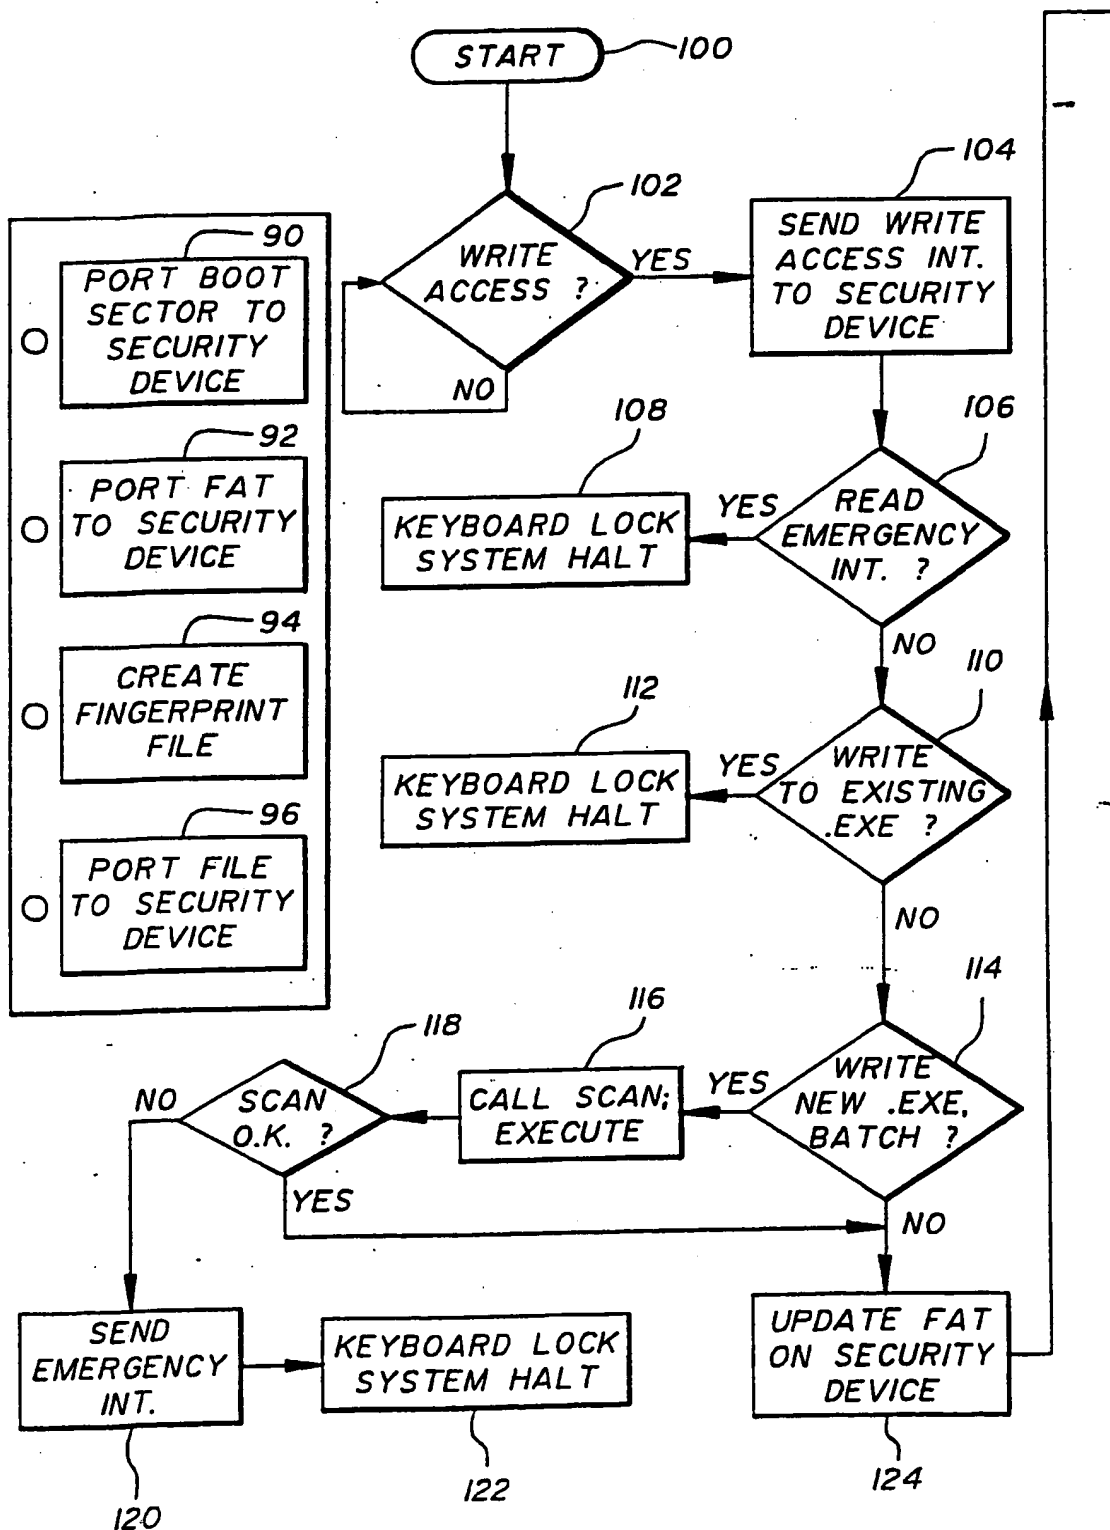 START
100
102
WRITE
ACCESS ?
YES
NO
104
SEND WRITE
ACCESS INT.
TO SECURITY
DEVICE
90
PORT BOOT
SECTOR TO
SECURITY
DEVICE
92
PORT FAT
TO SECURITY
DEVICE
94
CREATE
FINGERPRINT
FILE
96
PORT FILE
TO SECURITY
DEVICE
106
READ
EMERGENCY
INT. ?
YES
NO
108
KEYBOARD LOCK
SYSTEM HALT
110
WRITE
TO EXISTING
.EXE ?
YES
NO
112
KEYBOARD LOCK
SYSTEM HALT
114
WRITE
NEW .EXE,
BATCH ?
YES
NO
116
CALL SCAN;
EXECUTE
118
SCAN
O.K. ?
NO
YES
SEND
EMERGENCY
INT.
120
KEYBOARD LOCK
SYSTEM HALT
122
UPDATE FAT
ON SECURITY
DEVICE
124